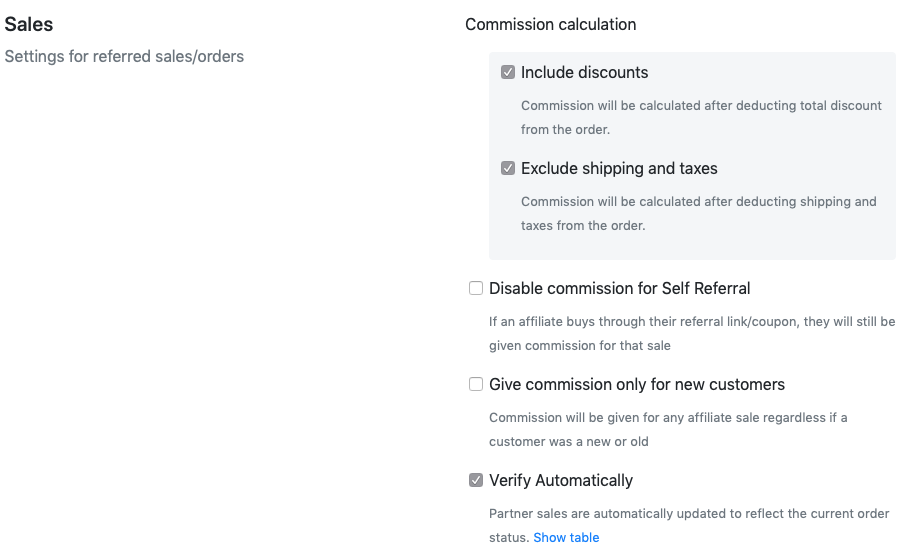 Sales
Settings for referred sales/orders
Commission calculation
Include discounts
Commission will be calculated after deducting total discount
from the order.
Exclude shipping and taxes
Commission will be calculated after deducting shipping and
taxes from the order.
Disable commission for Self Referral
If an affiliate buys through their referral link/coupon, they will still be
given commission for that sale
Give commission only for new customers
Commission will be given for any affiliate sale regardless if a
customer was a new or old
Verify Automatically
Partner sales are automatically updated to reflect the current order
status. Show table